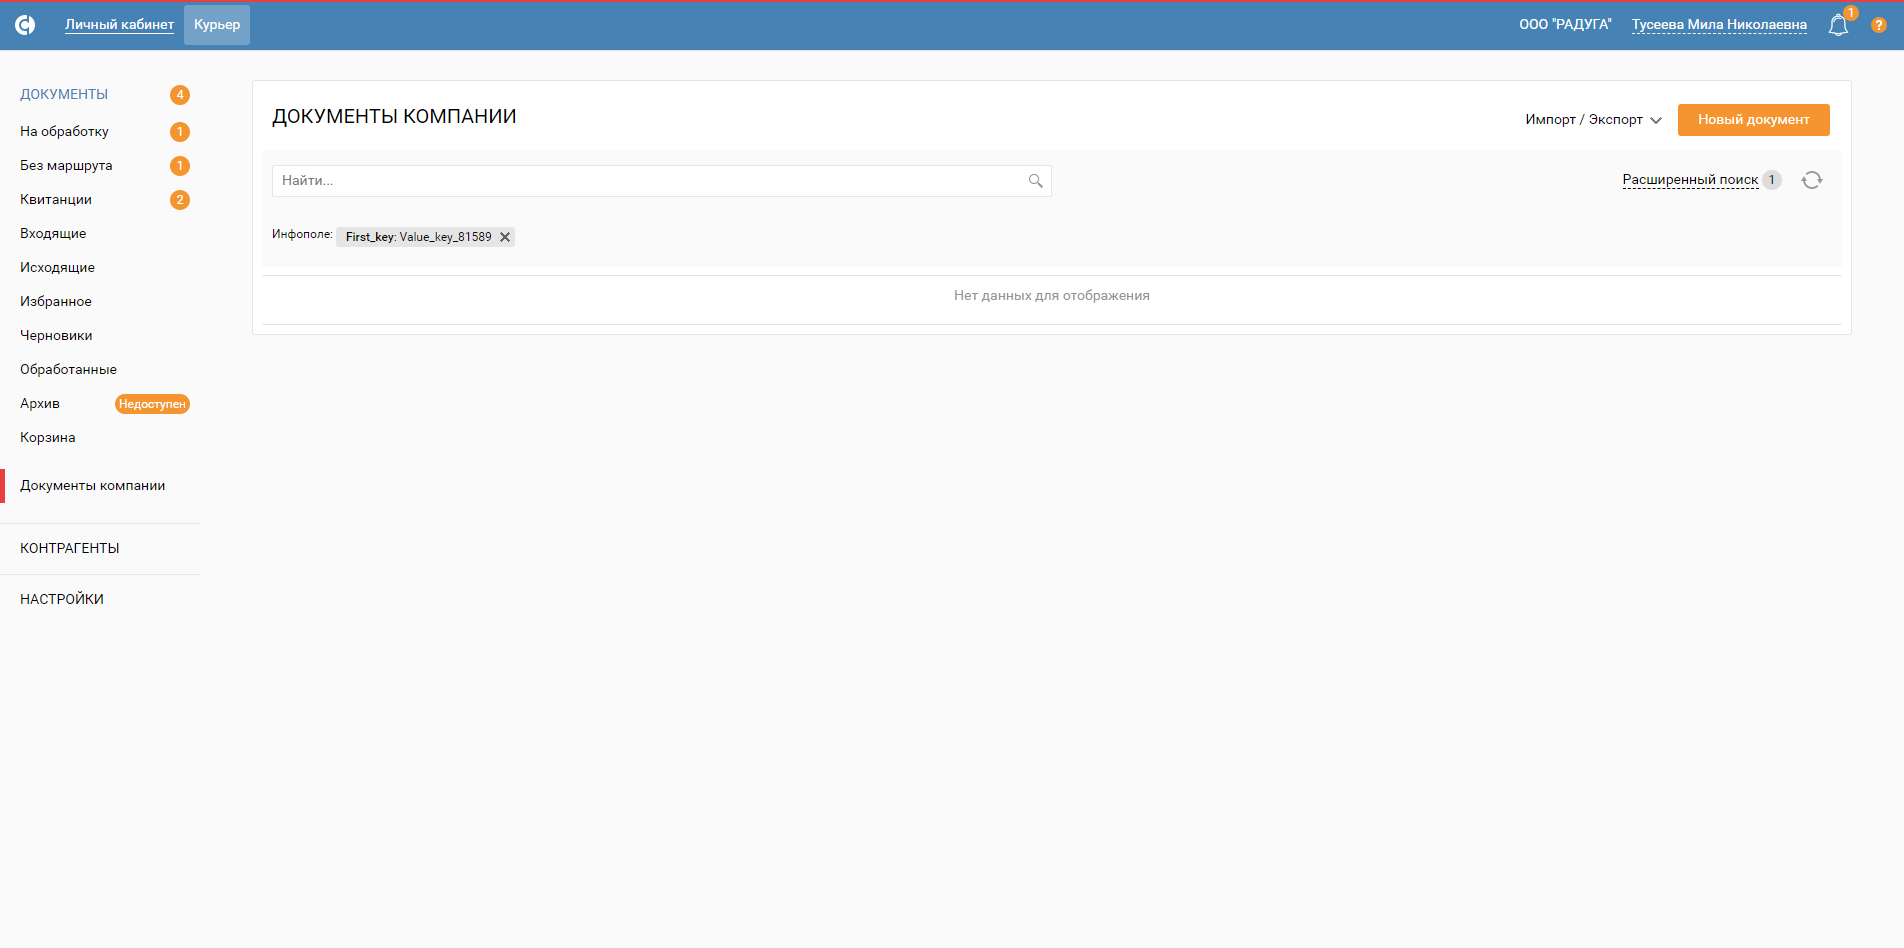 Личный кабинет Курьер ООО "РАДУГА" Тусеева Мила Николаевна 1 ?
ДОКУМЕНТЫ 4
На обработку 1
Без маршрута 1
Квитанции 2
Входящие
Исходящие
Избранное
Черновики
Обработанные
Архив Недоступен
Корзина
Документы компании
КОНТРАГЕНТЫ
НАСТРОЙКИ
ДОКУМЕНТЫ КОМПАНИИ
Импорт / Экспорт Новый документ
Найти... Расширенный поиск 1
Инфополе: First_key: Value_key_81589
Нет данных для отображения